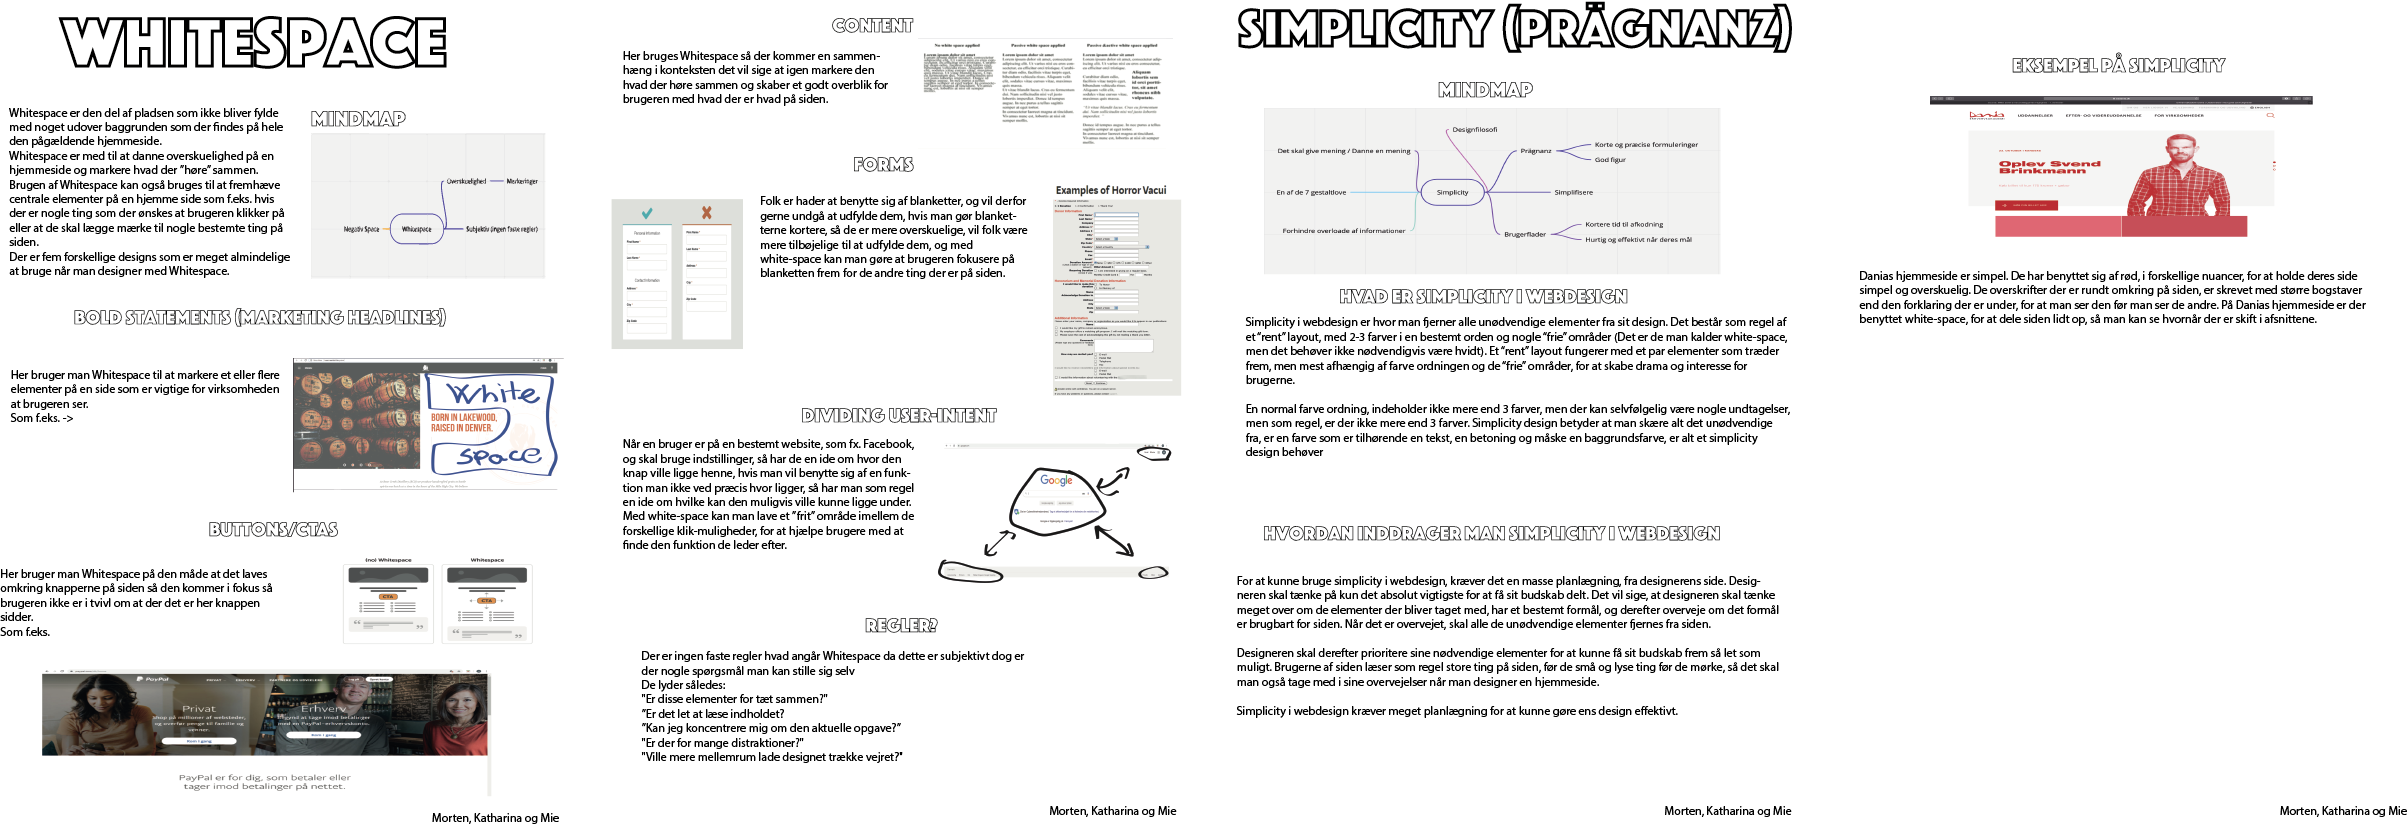 WHITESPACE
Whitespace er den del af pladsen som ikke bliver fylde
med noget udover baggrunden som der findes på hele
den pågældende hjemmeside.
Whitespace er med til at danne overskuelighed på en
hjemmeside og markere hvad der ”høre” sammen.
Brugen af Whitespace kan også bruges til at fremhæve
centrale elementer på en hjemme side som f.eks. hvis
der er nogle ting som der ønskes at brugeren klikker på
eller at de skal lægge mærke til nogle bestemte ting på
siden.
Der er fem forskellige designs som er meget almindelige
at bruge når man designer med Whitespace.
MINDMAP
Overskuelighed
Markeringer
Negativ Space
Whitespace
Subjektiv (ingen faste regler)
BOLD STATEMENTS (MARKETING HEADLINES)
Her bruger man Whitespace til at markere et eller flere
elementer på en side som er vigtige for virksomheden
at brugeren ser.
Som f.eks. ->
White
BORN IN LAKEWOOD,
RAISED IN DENVER.
Space
BUTTONS/CTAS
Her bruger man Whitespace på den måde at det laves
omkring knapperne på siden så den kommer i fokus så
brugeren ikke er i tvivl om at der det er her knappen
sidder.
Som f.eks.
(no) Whitespace
Whitespace
CTA
CTA
PayPal
Privat
Shop på millioner af websteder,
og overfør penge til familie og
venner.
Kom i gang
Erhverv
Kom i gang
PayPal er for dig, som betaler eller
tager imod betalinger på nettet.
Morten, Katharina og Mie
CONTENT
Her bruges Whitespace så der kommer en sammen-
hæng i konteksten det vil sige at igen markere den
hvad der høre sammen og skaber et godt overblik for
brugeren med hvad der er hvad på siden.
No white space applied
Passive white space applied
Passive &active white space applied
FORMS
Folk er hader at benytte sig af blanketter, og vil derfor
gerne undgå at udfylde dem, hvis man gør blanket-
terne kortere, så de er mere overskuelige, vil folk være
mere tilbøjelige til at udfylde dem, og med
white-space kan man gøre at brugeren fokusere på
blanketten frem for de andre ting der er på siden.
Examples of Horror Vacui
DIVIDING USER-INTENT
Når en bruger er på en bestemt website, som fx. Facebook,
og skal bruge indstillinger, så har de en ide om hvor den
knap ville ligge henne, hvis man vil benytte sig af en funk-
tion man ikke ved præcis hvor ligger, så har man som regel
en ide om hvilke kan den muligvis ville kunne ligge under.
Med white-space kan man lave et ”frit” område imellem de
forskellige klik-muligheder, for at hjælpe brugere med at
finde den funktion de leder efter.
Google
REGLER?
Der er ingen faste regler hvad angår Whitespace da dette er subjektivt dog er
der nogle spørgsmål man kan stille sig selv
De lyder således:
"Er disse elementer for tæt sammen?"
”Er det let at læse indholdet?
”Kan jeg koncentrere mig om den aktuelle opgave?”
"Er der for mange distraktioner?"
"Ville mere mellemrum lade designet trække vejret?"
Morten, Katharina og Mie
SIMPLICITY (PRÄGNANZ)
MINDMAP
Designfilosofi
Det skal give mening / Danne en mening
Prägnanz
Korte og præcise formuleringer
God figur
En af de 7 gestaltlove
Simplicity
Simplifisere
Forhindre overloade af informationer
Brugerflader
Kortere tid til afkodning
Hurtig og effektivt når deres mål
HVAD ER SIMPLICITY I WEBDESIGN
Simplicity i webdesign er hvor man fjerner alle unødvendige elementer fra sit design. Det består som regel af
et “rent” layout, med 2-3 farver i en bestemt orden og nogle “frie” områder (Det er de man kalder white-space,
men det behøver ikke nødvendigvis være hvidt). Et “rent” layout fungerer med et par elementer som træder
frem, men mest afhængig af farve ordningen og de “frie” områder, for at skabe drama og interesse for
brugerne.
En normal farve ordning, indeholder ikke mere end 3 farver, men der kan selvfølgelig være nogle undtagelser,
men som regel, er der ikke mere end 3 farver. Simplicity design betyder at man skære alt det unødvendige
fra, er en farve som er tilhørende en tekst, en betoning og måske en baggrundsfarve, er alt et simplicity
design behøver
HVORDAN INDDRAGER MAN SIMPLICITY I WEBDESIGN
For at kunne bruge simplicity i webdesign, kræver det en masse planlægning, fra designerens side. Desig-
neren skal tænke på kun det absolut vigtigste for at få sit budskab delt. Det vil sige, at designeren skal tænke
meget over om de elementer der bliver taget med, har et bestemt formål, og derefter overveje om det formål
er brugbart for siden. Når det er overvejet, skal alle de unødvendige elementer fjernes fra siden.
Designeren skal derefter prioritere sine nødvendige elementer for at kunne få sit budskab frem så let som
muligt. Brugerne af siden læser som regel store ting på siden, før de små og lyse ting før de mørke, så det skal
man også tage med i sine overvejelser når man designer en hjemmeside.
Simplicity i webdesign kræver meget planlægning for at kunne gøre ens design effektivt.
Morten, Katharina og Mie
EKSEMPEL PÅ SIMPLICITY
Dania
UDDANNELSER
EFTER- OG VIDEREUDDANNELSE
FOR VIRKSOMHEDER
Oplev Svend
Brinkmann
Danias hjemmeside er simpel. De har benyttet sig af rød, i forskellige nuancer, for at holde deres side
simpel og overskuelig. De overskrifter der er rundt omkring på siden, er skrevet med større bogstaver
end den forklaring der er under, for at man ser den før man ser de andre. På Danias hjemmeside er der
benyttet white-space, for at dele siden lidt op, så man kan se hvornår der er skift i afsnittene.
Morten, Katharina og Mie